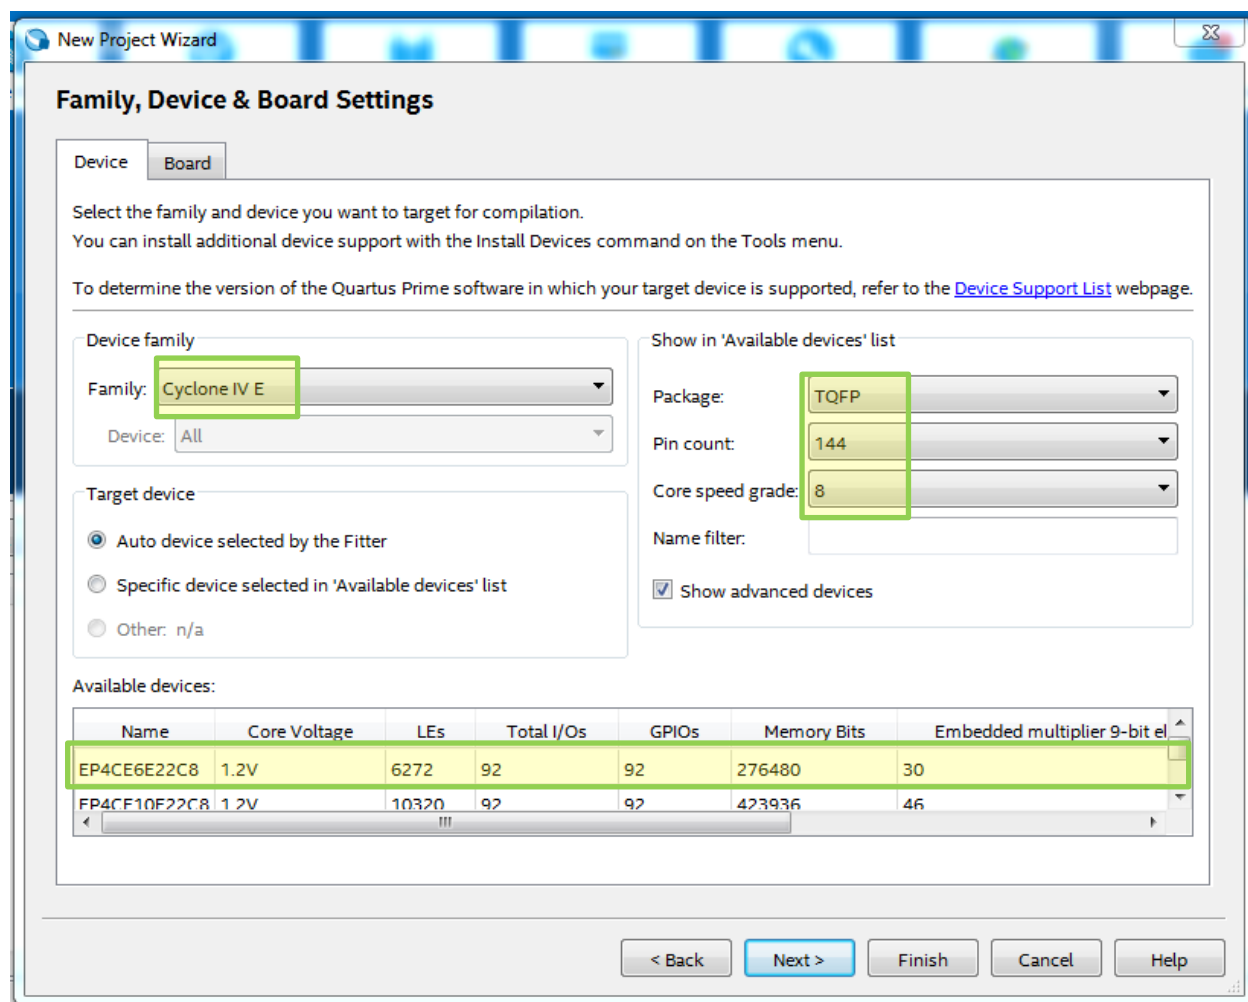 New Project Wizard
Family, Device & Board Settings
Device
Board
Select the family and device you want to target for compilation.
You can install additional device support with the Install Devices command on the Tools menu.
To determine the version of the Quartus Prime software in which your target device is supported, refer to the Device Support List webpage.
Device family
Family: Cyclone IV E
Device: All
Show in 'Available devices' list
Package: TQFP
Pin count: 144
Core speed grade: 8
Name filter:
Show advanced devices
Target device
Auto device selected by the Fitter
Specific device selected in 'Available devices' list
Other: n/a
Available devices:
Name Core Voltage LEs Total I/Os GPIOs Memory Bits Embedded multiplier 9-bit el
EP4CE6E22C8 1.2V 6272 92 92 276480 30
EP4CE10E22C8 1.2V 10320 92 92 423936 46
< Back Next > Finish Cancel Help